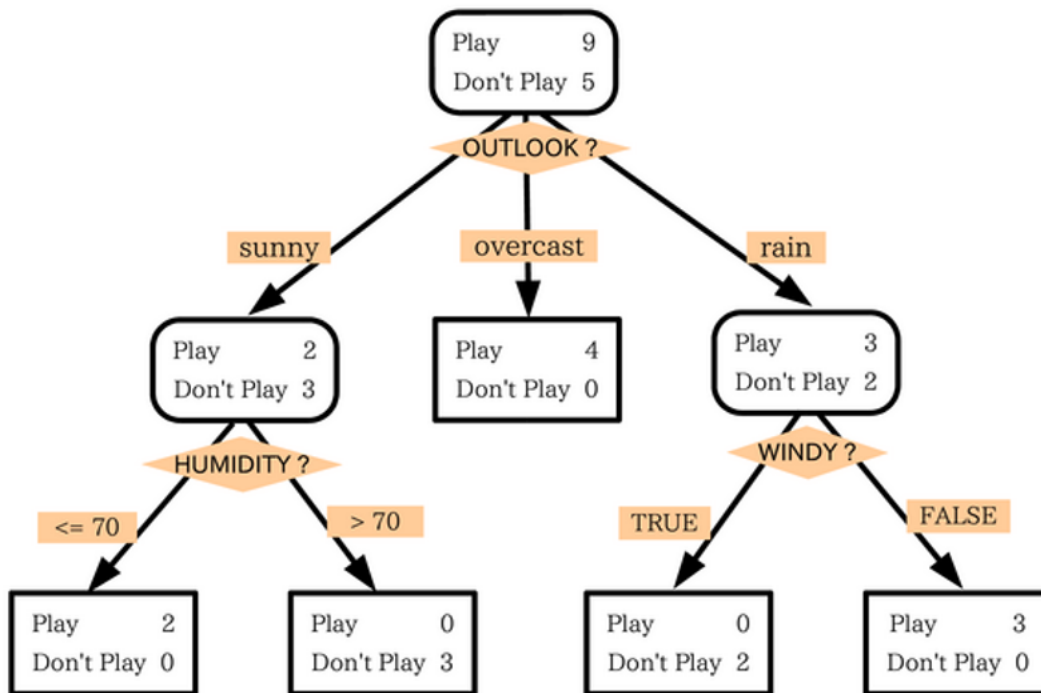 Play 9
Don't Play 5
OUTLOOK ?
sunny
overcast
rain
Play 2
Don't Play 3
Play 4
Don't Play 0
Play 3
Don't Play 2
HUMIDITY ?
WINDY ?
<= 70
> 70
TRUE
FALSE
Play 2
Don't Play 0
Play 0
Don't Play 3
Play 0
Don't Play 2
Play 3
Don't Play 0